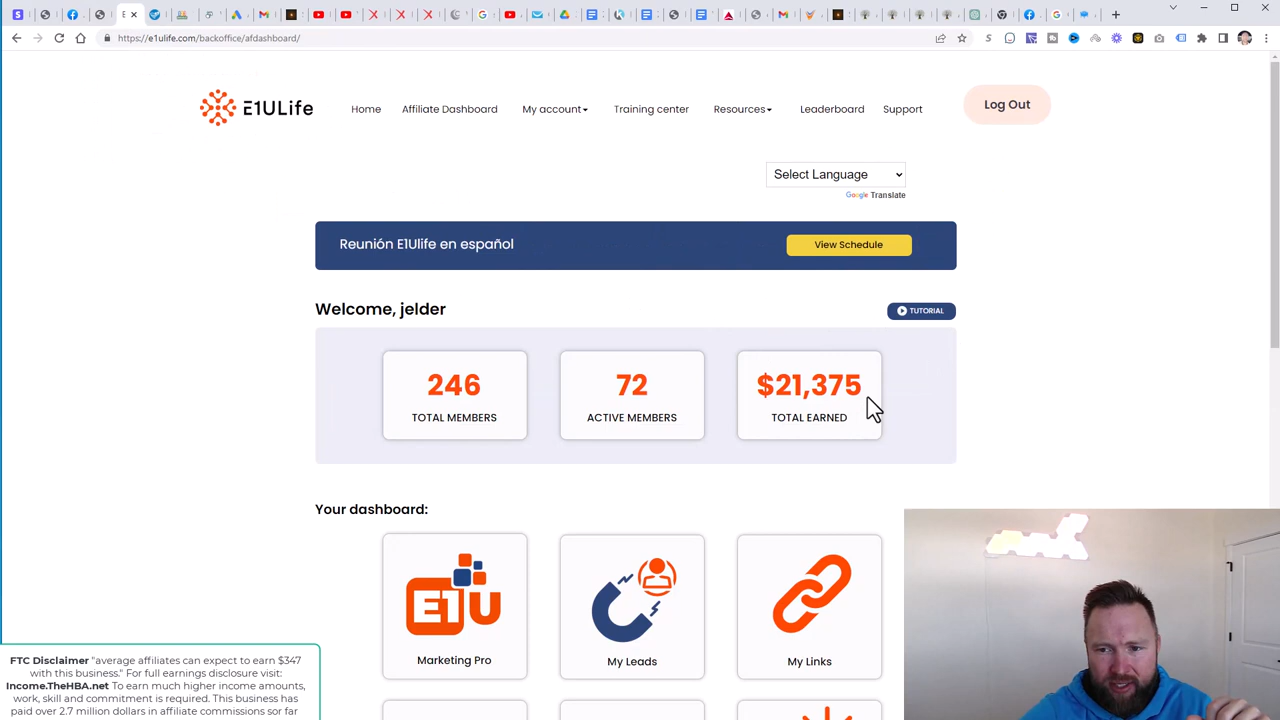 https://e1ulife.com/backoffice/afdashboard/
E1ULife
Home
Affiliate Dashboard
My account
Training center
Resources
Leaderboard
Support
Log Out
Select Language
Google Translate
Reunión E1Ulife en español
View Schedule
Welcome, jelder
TUTORIAL
246
72
$21,375
TOTAL MEMBERS
ACTIVE MEMBERS
TOTAL EARNED
Your dashboard:
E1U
Marketing Pro
My Leads
My Links
FTC Disclaimer "average affiliates can expect to earn $347
with this business." For full earnings disclosure visit:
Income.TheHBA.net To earn much higher income amounts,
work, skill and commitment is required. This business has
paid over 2.7 million dollars in affiliate commissions sor far